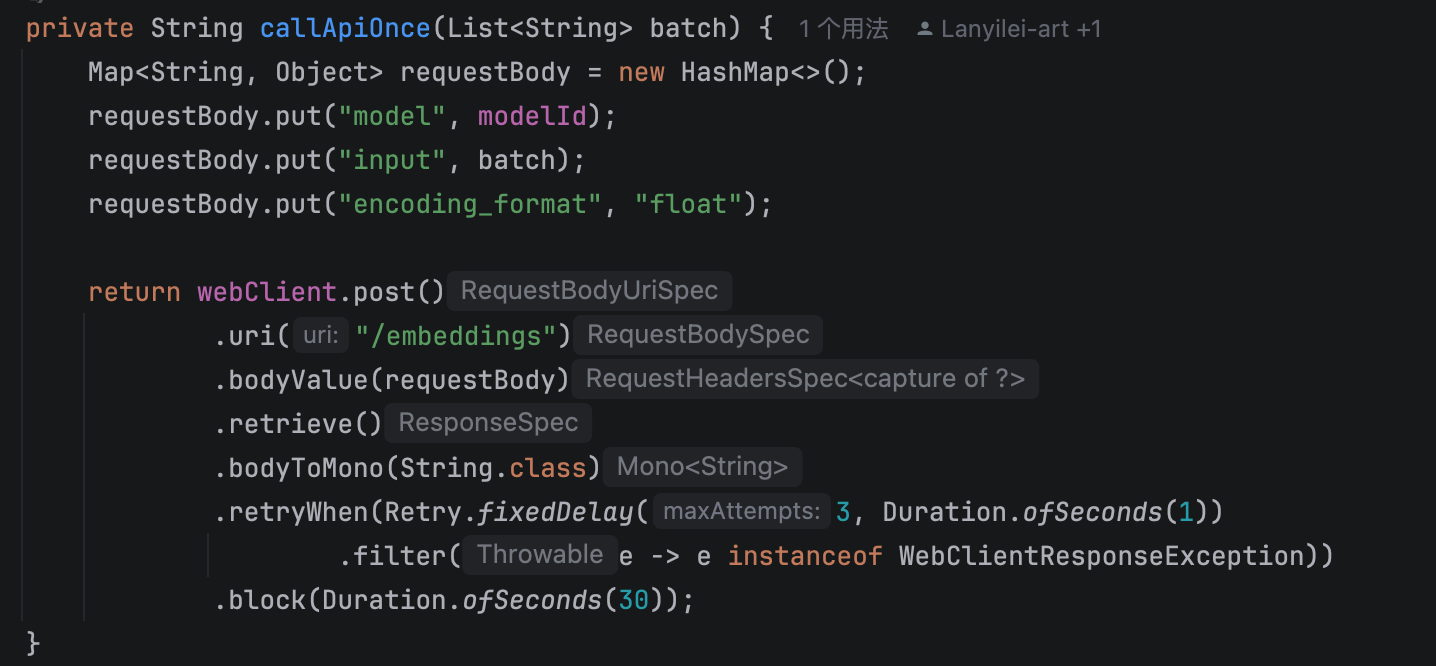 private String callApiOnce(List<String> batch) { 1 个用法 Lanyilei-art +1
Map<String, Object> requestBody = new HashMap<>();
requestBody.put("model", modelId);
requestBody.put("input", batch);
requestBody.put("encoding_format", "float");
return webClient.post() RequestBodyUriSpec
.uri( uri: "/embeddings") RequestBodySpec
.bodyValue(requestBody) RequestHeadersSpec<capture of ?>
.retrieve() ResponseSpec
.bodyToMono(String.class) Mono<String>
.retryWhen(Retry.fixedDelay( maxAttempts: 3, Duration.ofSeconds(1))
.filter( Throwable e -> e instanceof WebClientResponseException))
.block(Duration.ofSeconds(30));
}